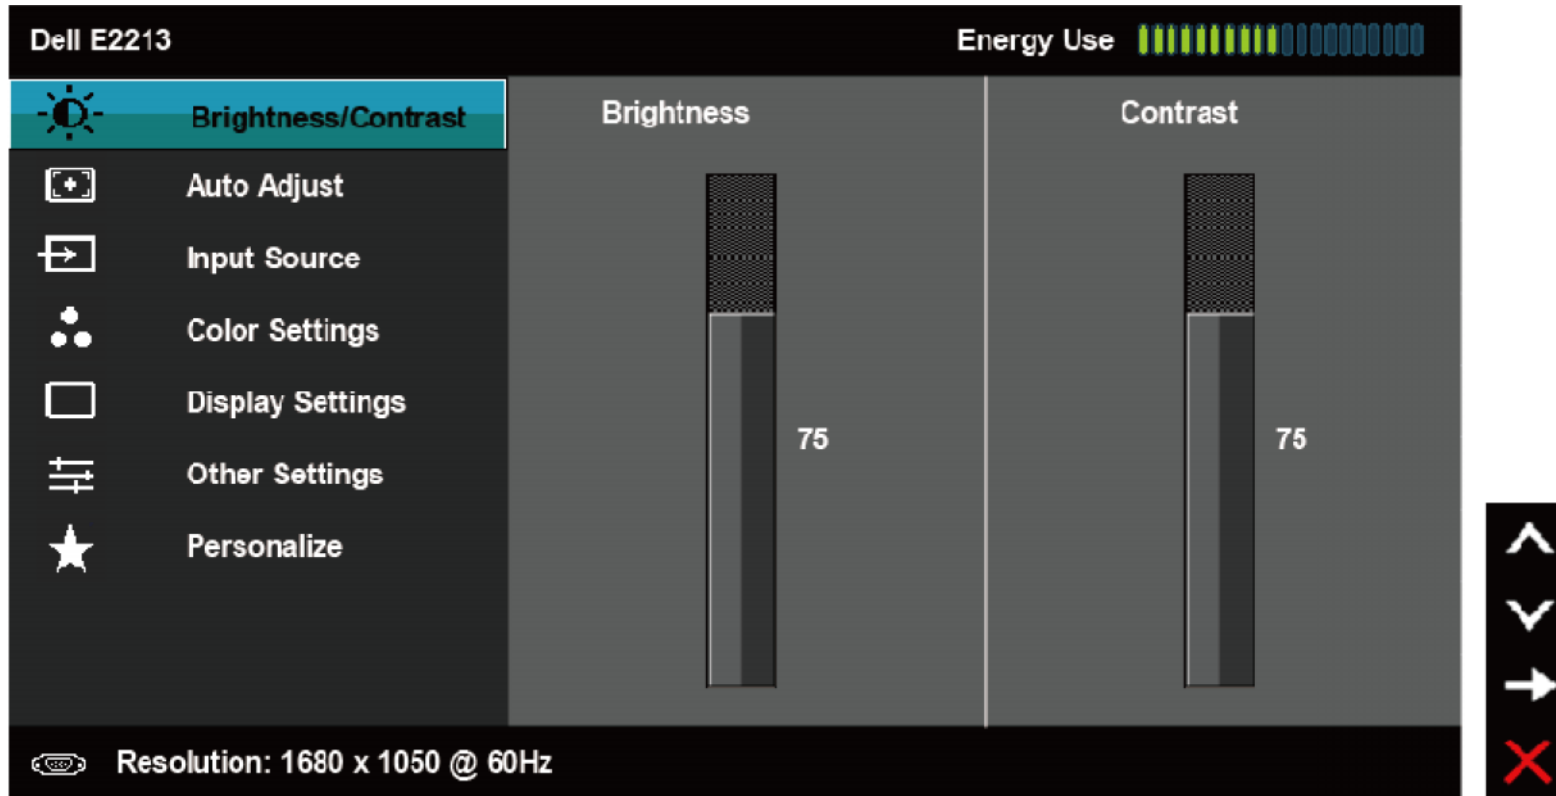 Dell E2213
Energy Use
Brightness/Contrast
Auto Adjust
Input Source
Color Settings
Display Settings
Other Settings
Personalize
Brightness
75
Contrast
75
Resolution: 1680 x 1050 @ 60Hz